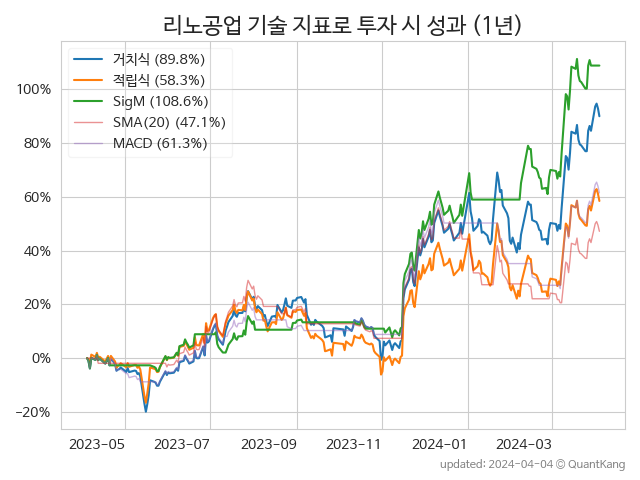 리노공업 기술 지표로 투자 시 성과 (1년)
거치식 (89.8%)
적립식 (58.3%)
SigM (108.6%)
SMA(20) (47.1%)
MACD (61.3%)
100%
80%
60%
40%
20%
0%
−20%
2023-05 2023-07 2023-09 2023-11 2024-01 2024-03
updated: 2024-04-04 © QuantKang